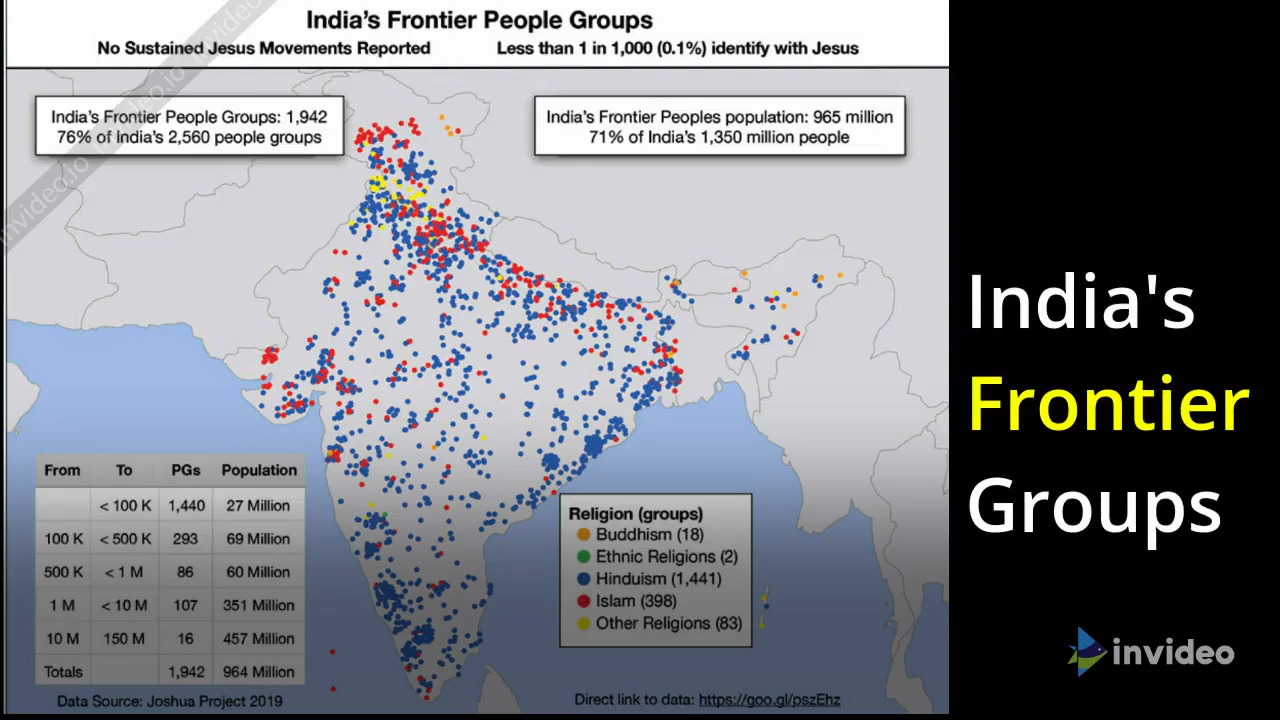 India's Frontier People Groups
No Sustained Jesus Movements Reported Less than 1 in 1,000 (0.1%) identify with Jesus
India's Frontier People Groups: 1,942
76% of India's 2,560 people groups
India's Frontier Peoples population: 965 million
71% of India's 1,350 million people
India's
Frontier
Groups
From To PGs Population
< 100 K 1,440 27 Million
100 K < 500 K 293 69 Million
500 K < 1 M 86 60 Million
1 M < 10 M 107 351 Million
10 M 150 M 16 457 Million
Totals 1,942 964 Million
Data Source: Joshua Project 2019
Religion (groups)
Buddhism (18)
Ethnic Religions (2)
Hinduism (1,441)
Islam (398)
Other Religions (83)
Direct link to data: https://goo.gl/pszEhz
invideo
invideo.io